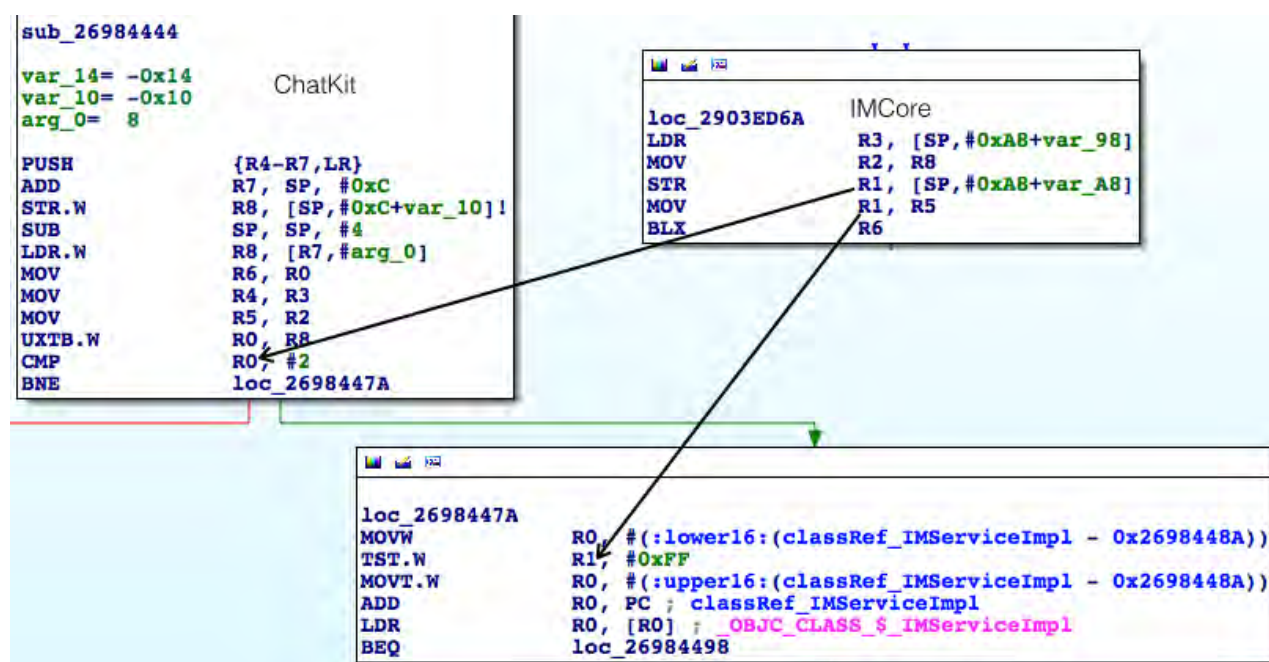 sub_26984444
var_14= -0x14
var_10= -0x10
arg_0= 8
ChatKit
PUSH {R4-R7,LR}
ADD R7, SP, #0xC
STR.W R8, [SP,#0xC+var_10]!
SUB SP, SP, #4
LDR.W R8, [R7,#arg_0]
MOV R6, R0
MOV R4, R3
MOV R5, R2
UXTB.W R0, R8
CMP R0, #2
BNE loc_2698447A
IMCore
loc_2903ED6A
LDR R3, [SP,#0xA8+var_98]
MOV R2, R8
STR R1, [SP,#0xA8+var_A8]
MOV R1, R5
BLX R6
loc_2698447A
MOVW R0, #(:lower16:(classRef_IMServiceImpl - 0x2698448A))
TST.W R1, #0xFF
MOVT.W R0, #(:upper16:(classRef_IMServiceImpl - 0x2698448A))
ADD R0, PC ; classRef_IMServiceImpl
LDR R0, [R0] ; _OBJC_CLASS_$_IMServiceImpl
BEQ loc_26984498